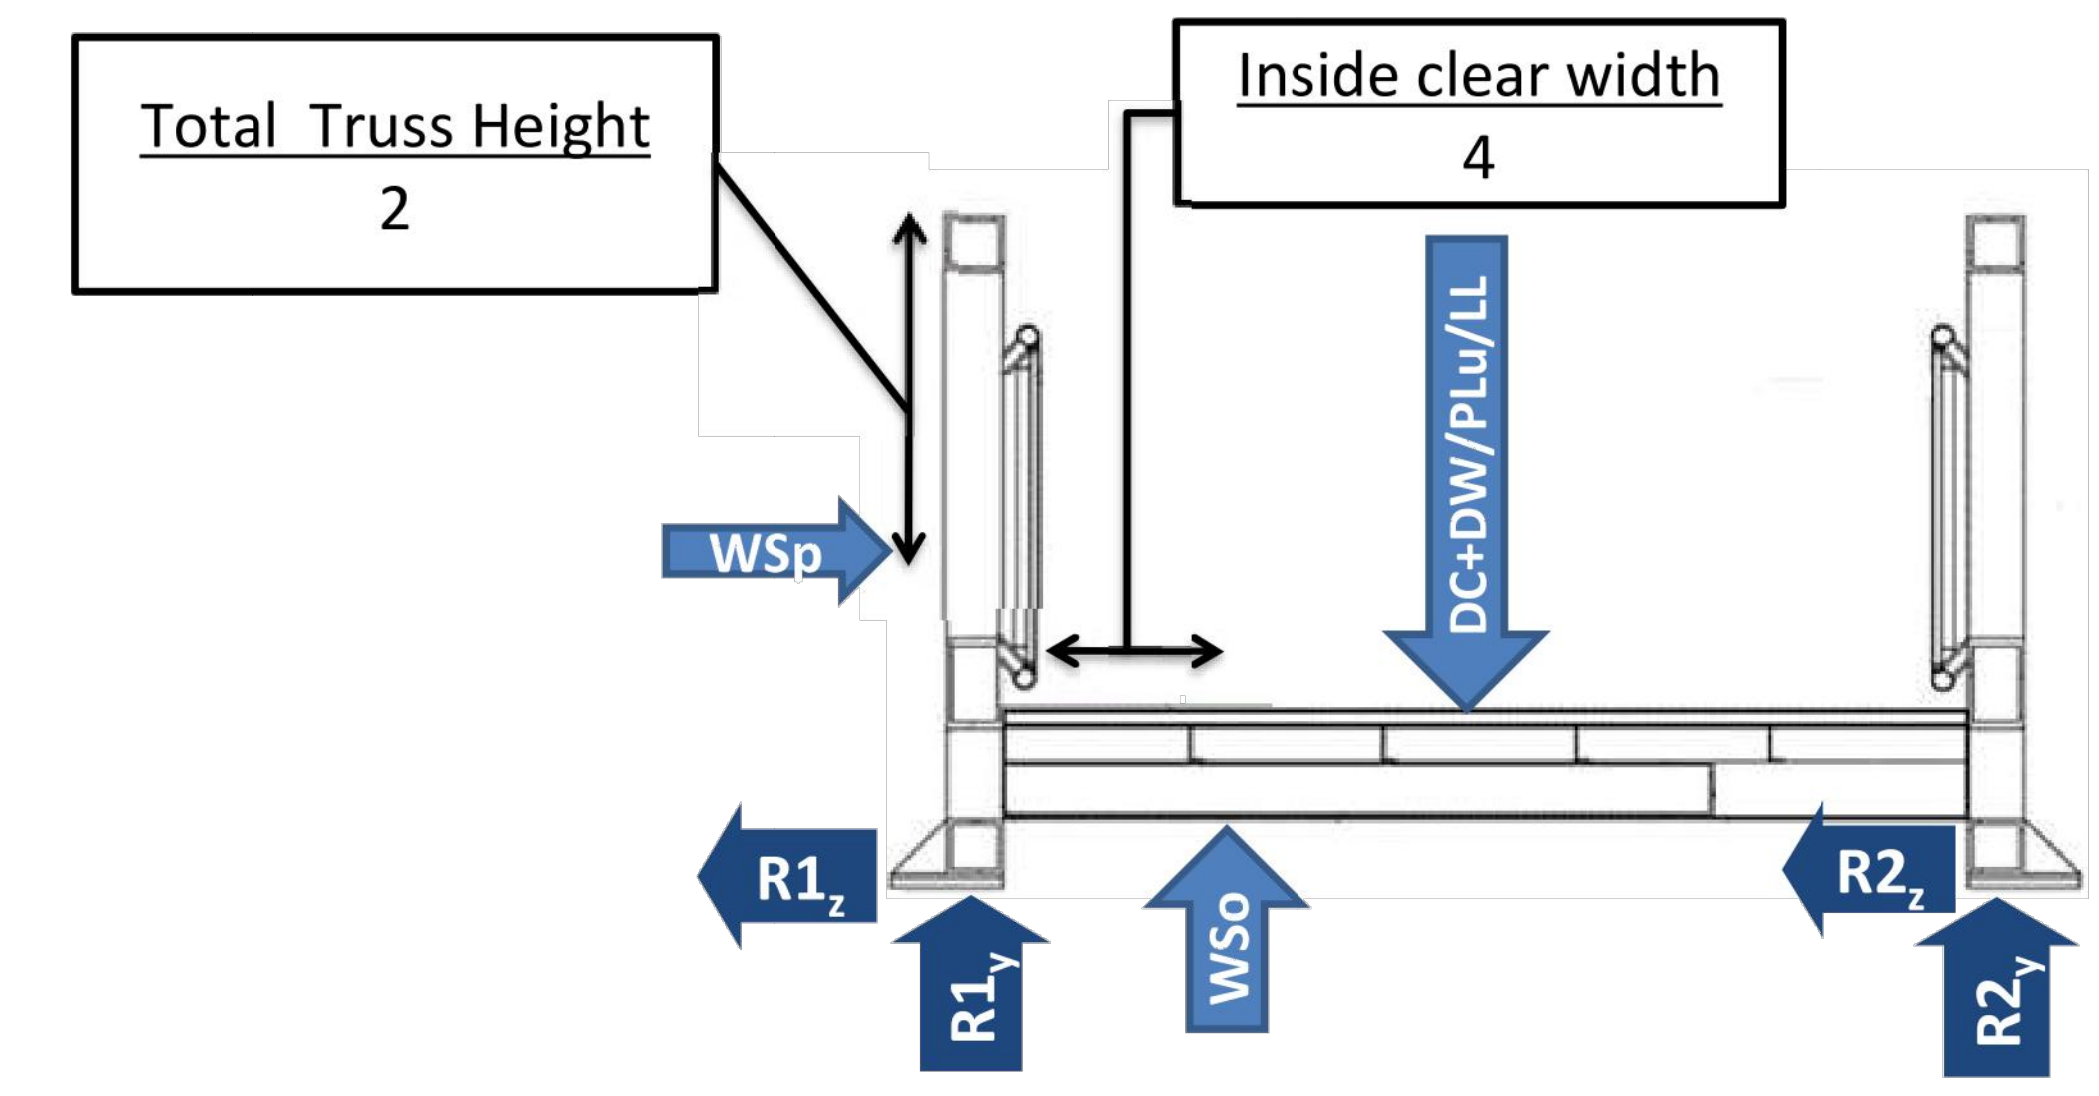 Total  Truss Height
2
Inside clear width
4
DC+DW/PLu/LL
WSp
R1z
R2z
R1y
WSo
R2y